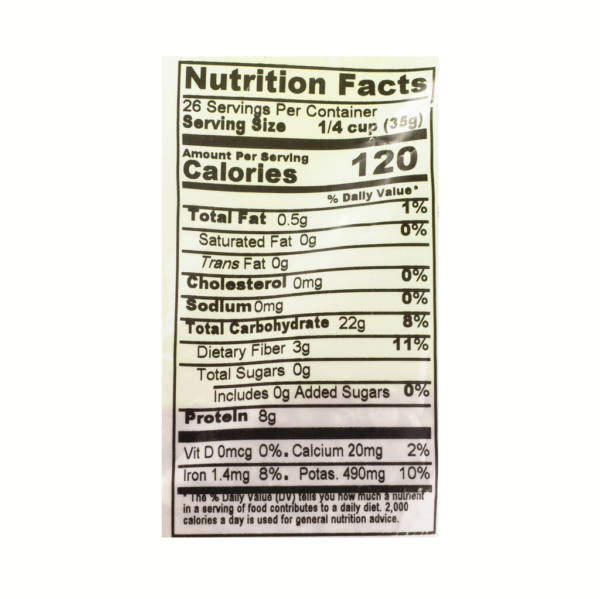 Nutrition Facts
26 Servings Per Container
Serving Size 1/4 cup (35g)
Amount Per Serving
Calories 120
% Daily Value*
Total Fat 0.5g 1%
Saturated Fat 0g 0%
Trans Fat 0g
Cholesterol 0mg 0%
Sodium 0mg 0%
Total Carbohydrate 22g 8%
Dietary Fiber 3g 11%
Total Sugars 0g
Includes 0g Added Sugars 0%
Protein 8g
Vit D 0mcg 0%. Calcium 20mg 2%
Iron 1.4mg 8%. Potas. 490mg 10%
* The % Daily Value (DV) tells you how much a nutrient
in a serving of food contributes to a daily diet. 2,000
calories a day is used for general nutrition advice.